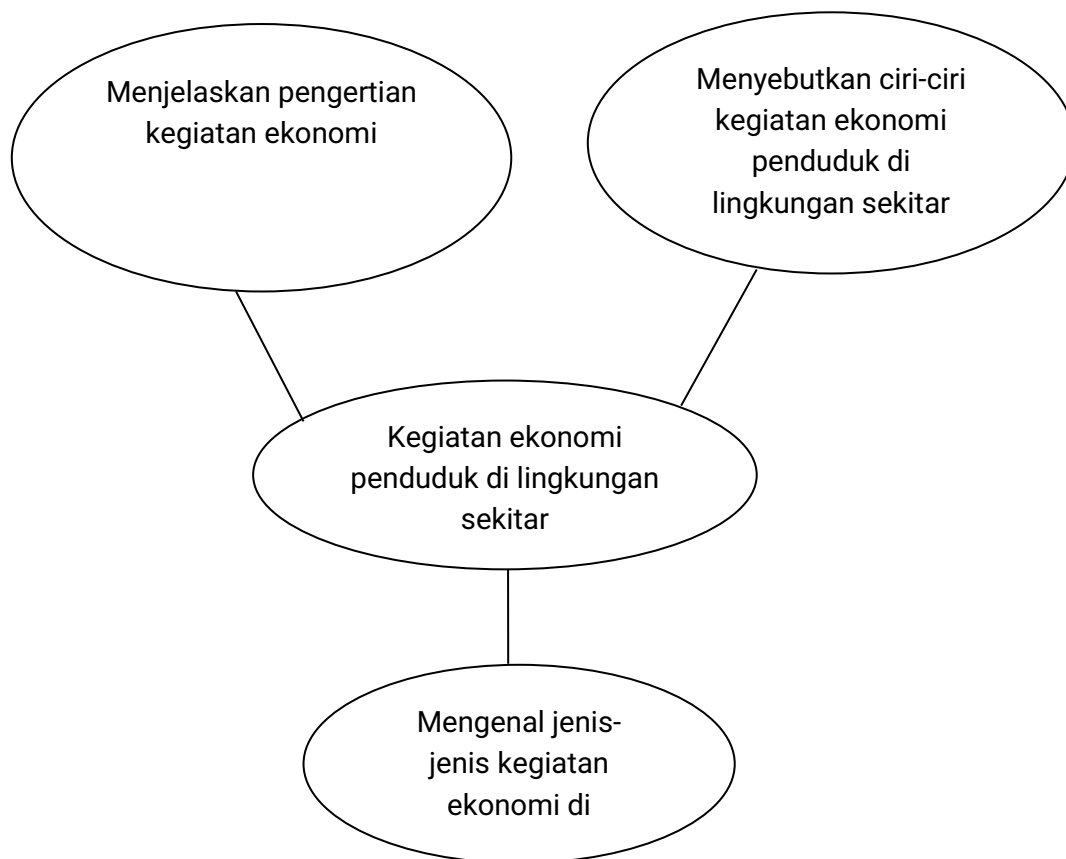 Menjelaskan pengertian
kegiatan ekonomi
Menyebutkan ciri-ciri
kegiatan ekonomi
penduduk di
lingkungan sekitar
Kegiatan ekonomi
penduduk di lingkungan
sekitar
Mengenal jenis-
jenis kegiatan
ekonomi di